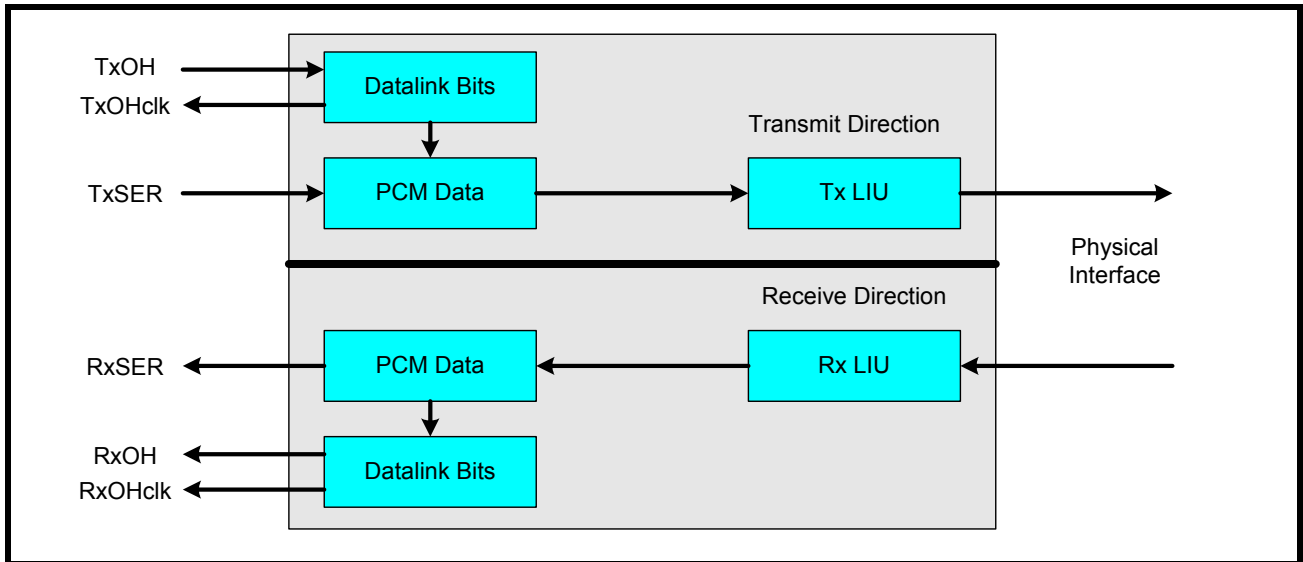 TxOH
Datalink Bits
TxOHclk
Transmit Direction
TxSER
PCM Data
Tx LIU
Physical
Interface
Receive Direction
RxSER
PCM Data
Rx LIU
RxOH
Datalink Bits
RxOHclk